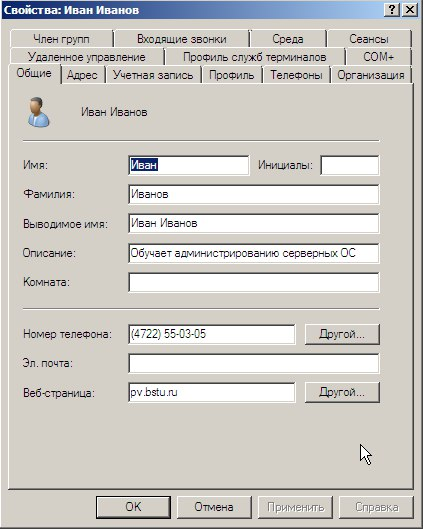 Свойства: Иван Иванов
Член групп Входящие звонки Среда Сеансы
Удаленное управление Профиль служб терминалов COM+
Общие Адрес Учетная запись Профиль Телефоны Организация
Иван Иванов
Имя: Иван Инициалы:
Фамилия: Иванов
Выводимое имя: Иван Иванов
Описание: Обучает администрированию серверных ОС
Комната:
Номер телефона: (4722) 55-03-05 Другой...
Эл. почта:
Веб-страница: pv.bstu.ru Другой...
OK Отмена Применить Справка